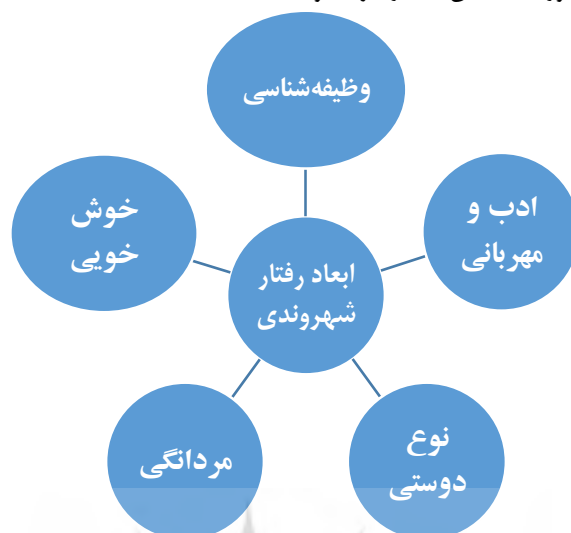 وظیفه‌شناسی
ادب و
مهربانی
خوش
خویی
ابعاد رفتار
شهروندی
نوع
دوستی
مردانگی